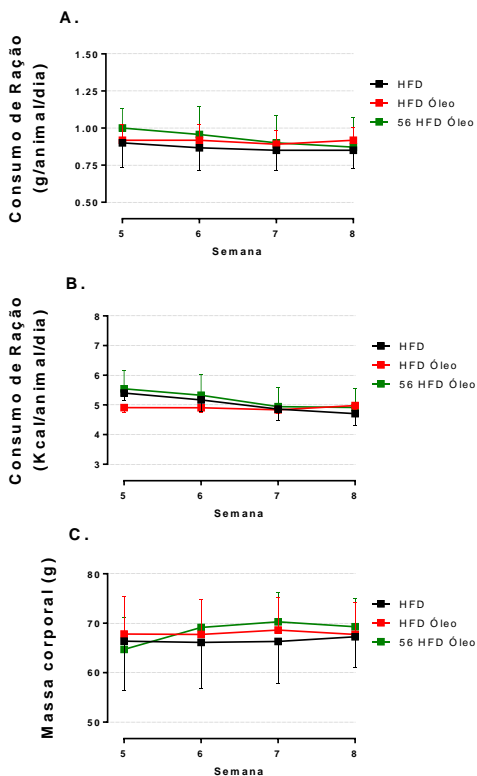 A.
Consumo de Ração
(g/animal/dia)
1.50
1.25
1.00
0.75
0.50
5 6 7 8
Semana
HFD
HFD Óleo
56 HFD Óleo
B.
Consumo de Ração
(Kcal/animal/dia)
8
7
6
5
4
3
5 6 7 8
Semana
HFD
HFD Óleo
56 HFD Óleo
C.
Massa corporal (g)
80
70
60
50
5 6 7 8
Semana
HFD
HFD Óleo
56 HFD Óleo